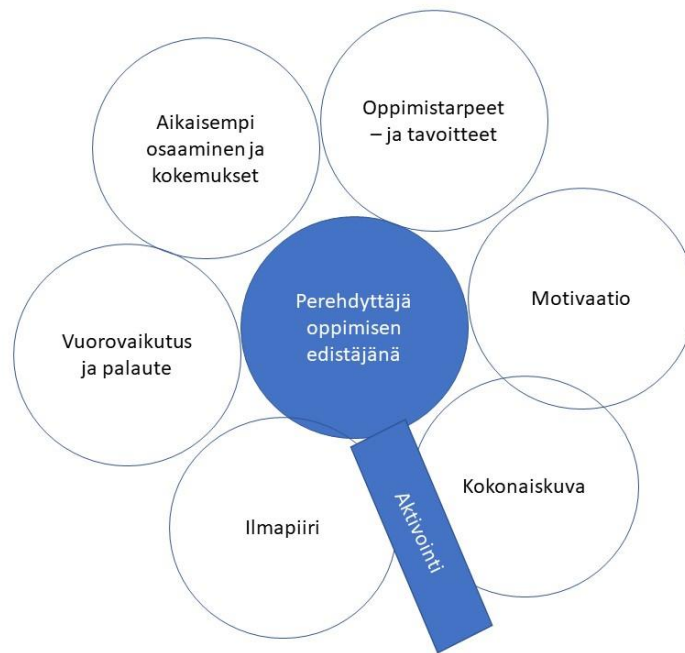 Aikaisempi
osaaminen ja
kokemukset
Oppimistarpeet
– ja tavoitteet
Motivaatio
Perehdyttäjä
oppimisen
edistäjänä
Vuorovaikutus
ja palaute
Kokonaiskuva
Ilmapiiri
Aktivointi